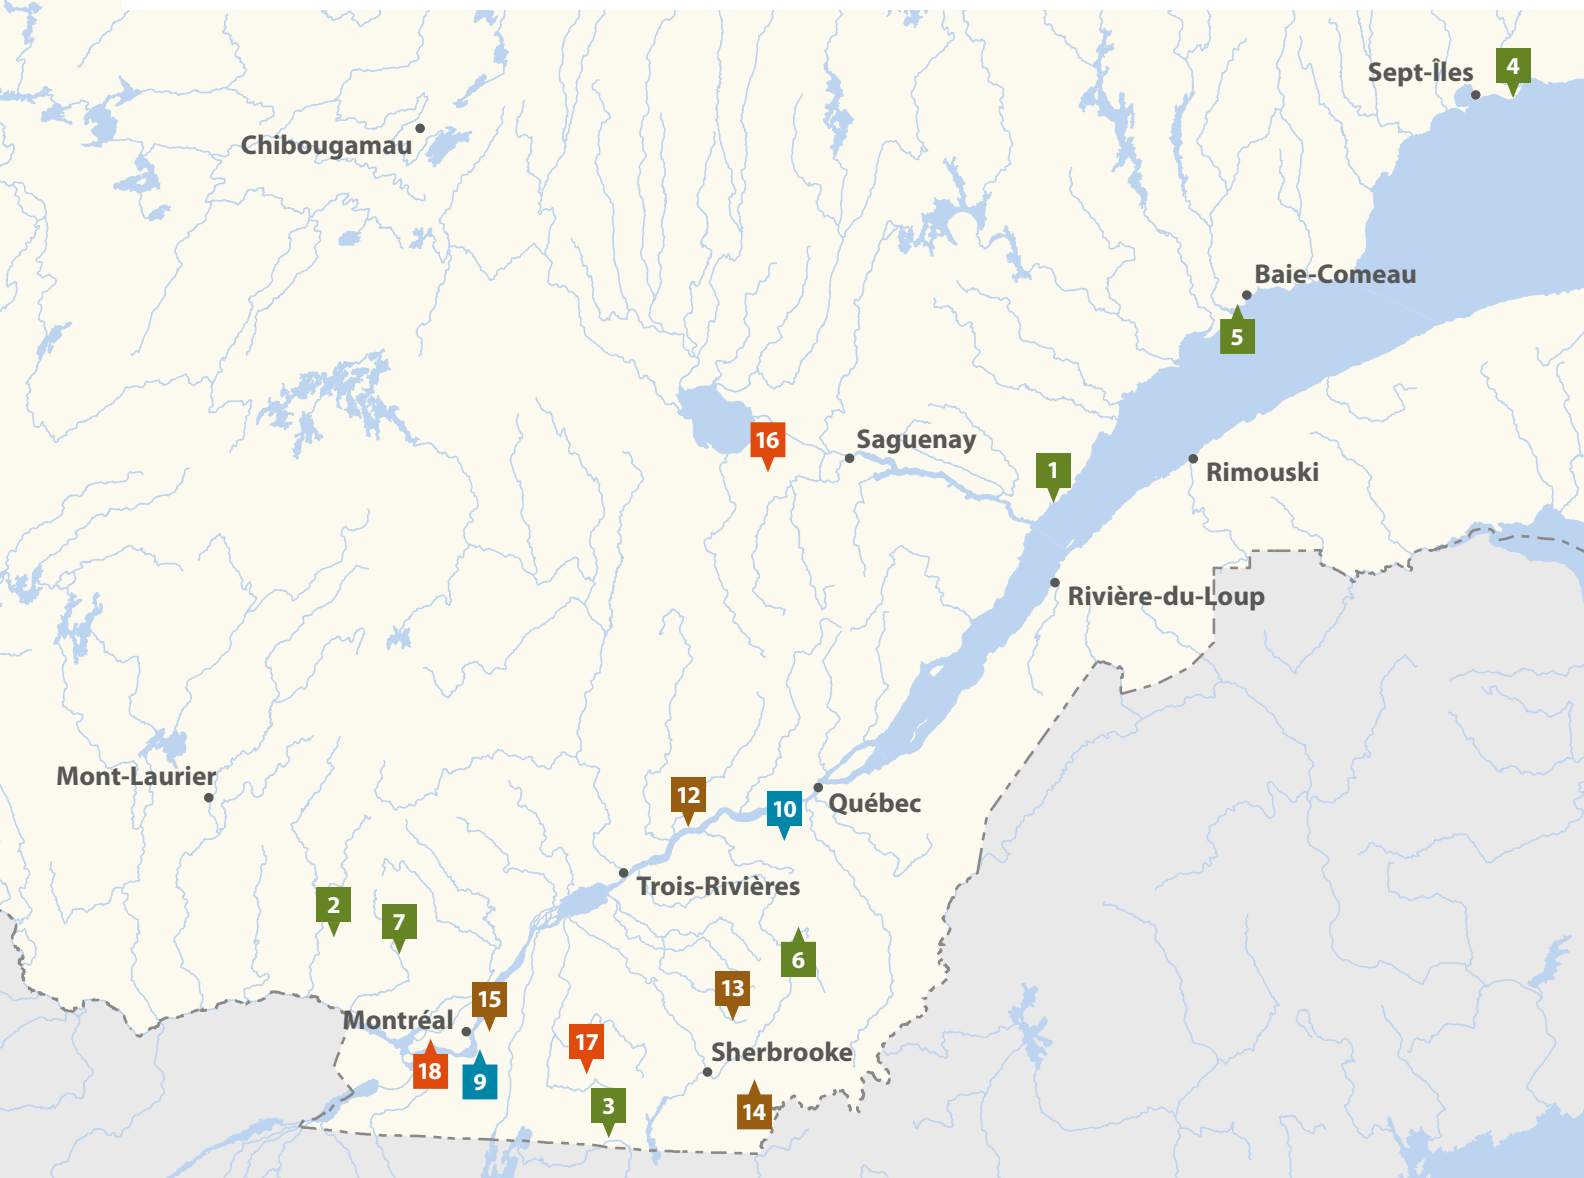 Sept-Îles
4
Chibougamau
Baie-Comeau
5
16
Saguenay
1
Rimouski
Rivière-du-Loup
Mont-Laurier
12
10
Québec
Trois-Rivières
2
7
6
13
15
Montréal
17
Sherbrooke
18
9
3
14